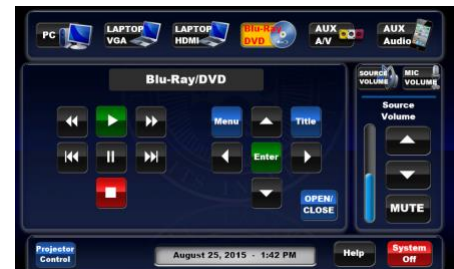 PC
LAPTOP
VGA
LAPTOP
HDMI
Blu-Ray
DVD
AUX
A/V
AUX
Audio
Blu-Ray/DVD
SOURCE
VOLUME
MIC
VOLUME
Source
Volume
Menu
Title
Enter
OPEN/
CLOSE
MUTE
Projector
Control
August 25, 2015 - 1:42 PM
Help
System
Off